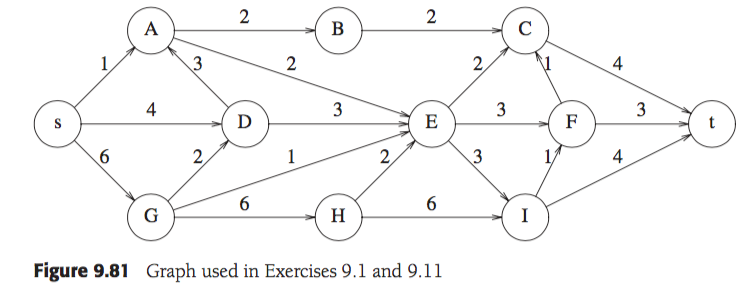 2 2
A B C
1 3 2 2 1 4
4 3 3 3
s D E F t
6 2 1 2 3 1 4
6 6
G H I
Figure 9.81 Graph used in Exercises 9.1 and 9.11